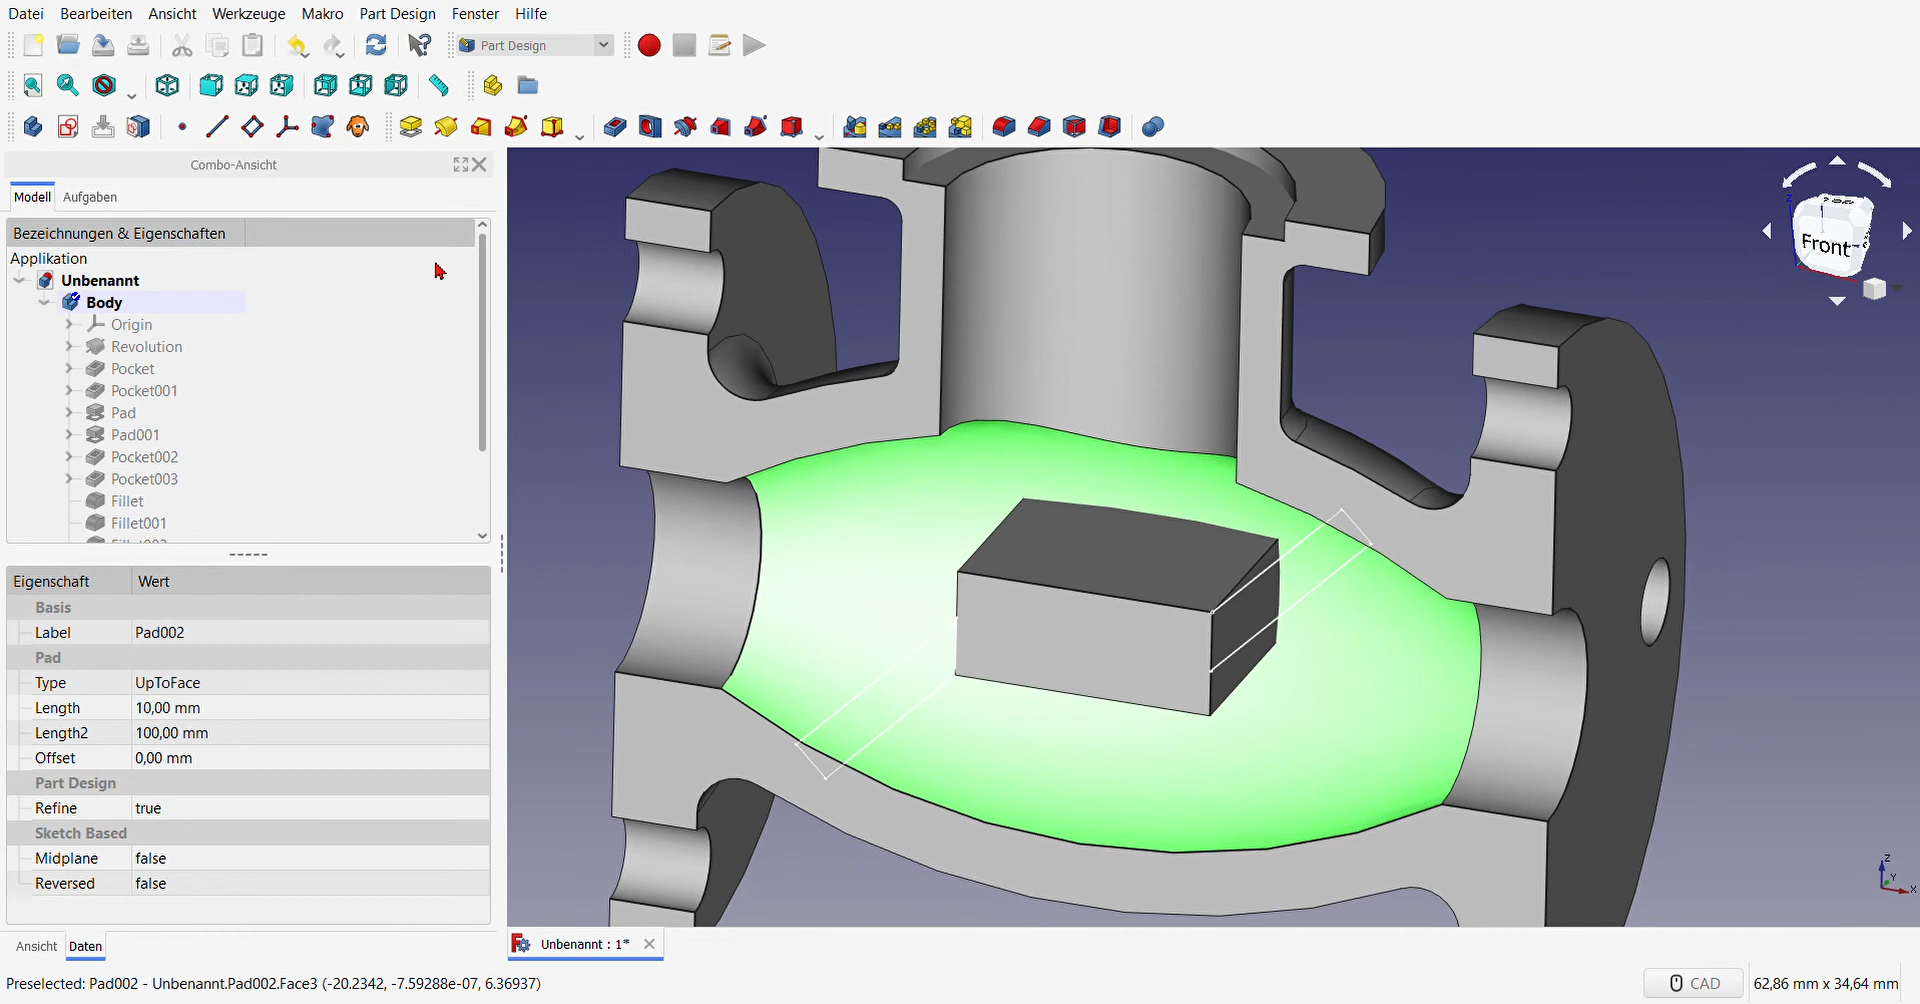 Datei Bearbeiten Ansicht Werkzeuge Makro Part Design Fenster Hilfe
Part Design
Combo-Ansicht
Modell Aufgaben
Bezeichnungen & Eigenschaften
Applikation
Unbenannt
Body
Origin
Revolution
Pocket
Pocket001
Pad
Pad001
Pocket002
Pocket003
Fillet
Fillet001
Eigenschaft Wert
Basis
Label Pad002
Pad
Type UpToFace
Length 10,00 mm
Length2 100,00 mm
Offset 0,00 mm
Part Design
Refine true
Sketch Based
Midplane false
Reversed false
Ansicht Daten
Front
Z
Z
Y
X
Unbenannt : 1*
Preselected: Pad002 - Unbenannt.Pad002.Face3 (-20.2342, -7.59288e-07, 6.36937)
CAD 62,86 mm x 34,64 mm